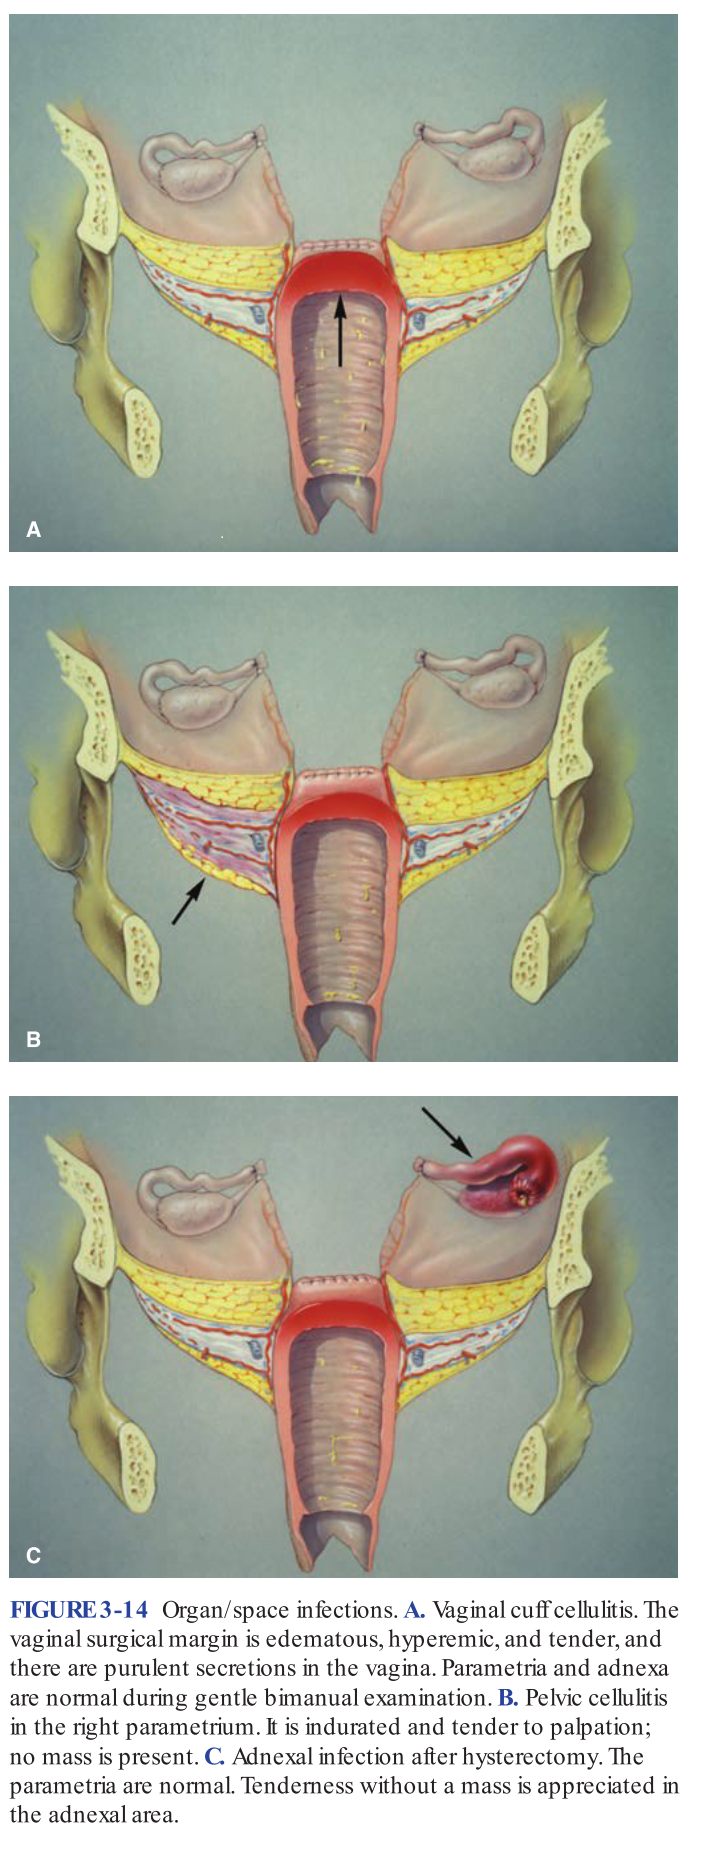 A
B
C
FIGURE 3-14 Organ/space infections. A. Vaginal cuff cellulitis. The
vaginal surgical margin is edematous, hyperemic, and tender, and
there are purulent secretions in the vagina. Parametria and adnexa
are normal during gentle bimanual examination. B. Pelvic cellulitis
in the right parametrium. It is indurated and tender to palpation;
no mass is present. C. Adnexal infection after hysterectomy. The
parametria are normal. Tenderness without a mass is appreciated in
the adnexal area.